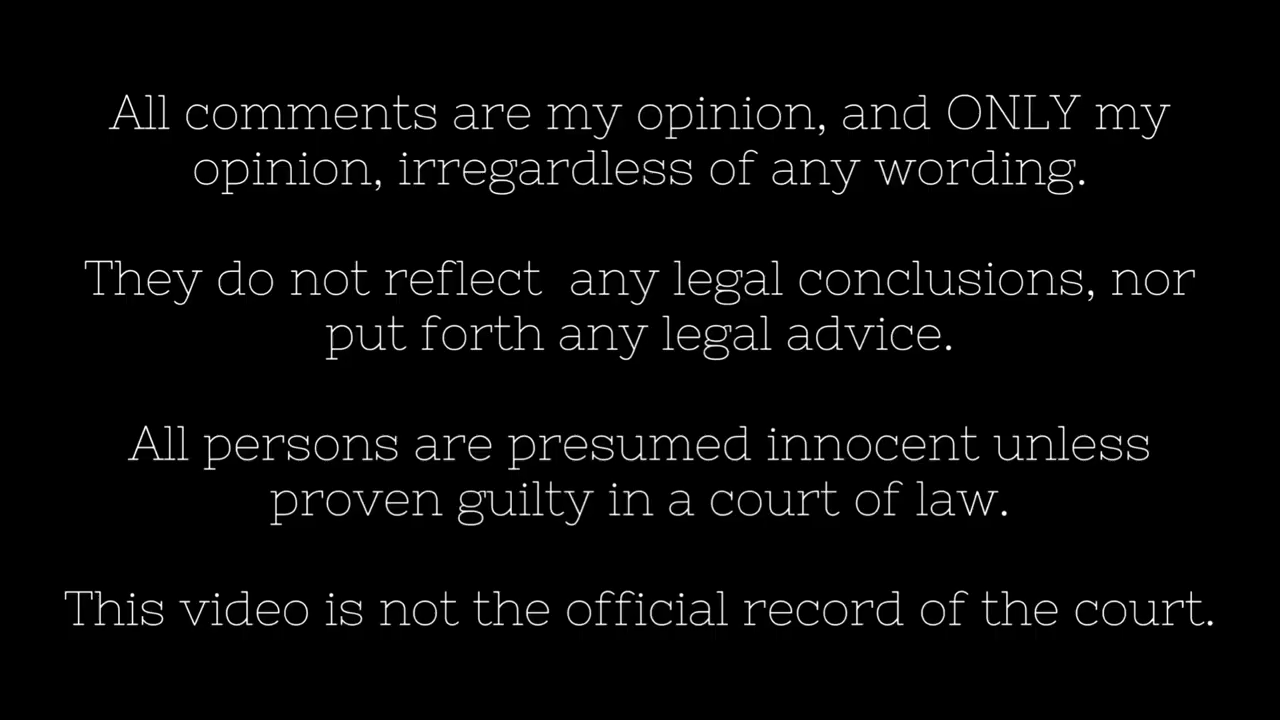 All comments are my opinion, and ONLY my
opinion, irregardless of any wording.
They do not reflect  any legal conclusions, nor
put forth any legal advice.
All persons are presumed innocent unless
proven guilty in a court of law.
This video is not the official record of the court.